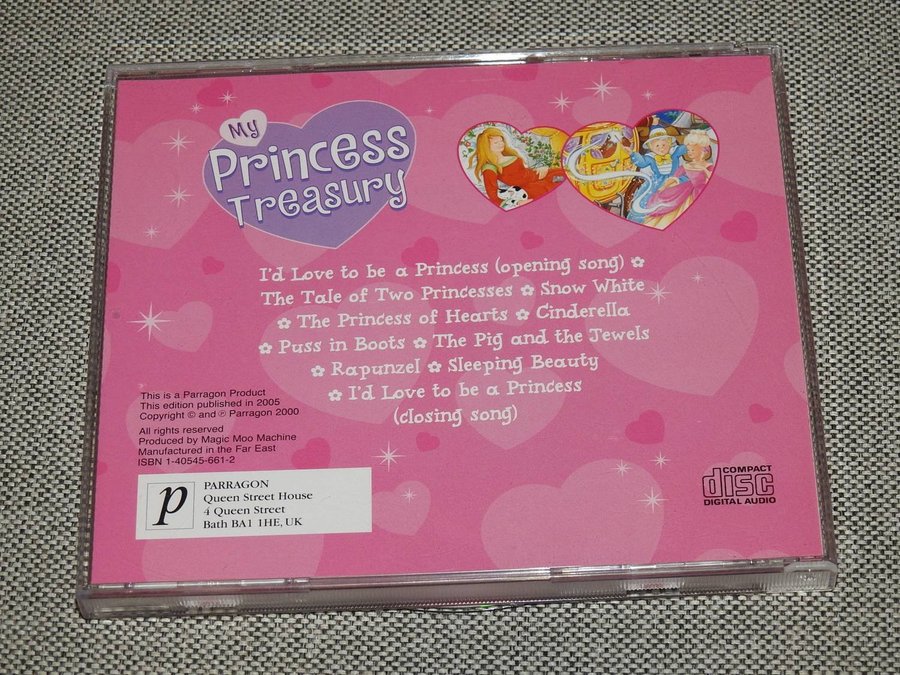 My
Princess
Treasury
I'd Love to be a Princess (opening song) ✿
The Tale of Two Princesses ✿ Snow White
✿ The Princess of Hearts ✿ Cinderella
✿ Puss in Boots ✿ The Pig and the Jewels
✿ Rapunzel ✿ Sleeping Beauty
✿ I'd Love to be a Princess
(closing song)
This is a Parragon Product
This edition published in 2005
Copyright © and ℗ Parragon 2000
All rights reserved
Produced by Magic Moo Machine
Manufactured in the Far East
ISBN 1-40545-661-2
p
PARRAGON
Queen Street House
4 Queen Street
Bath BA1 1HE, UK
COMPACT
disc
DIGITAL AUDIO